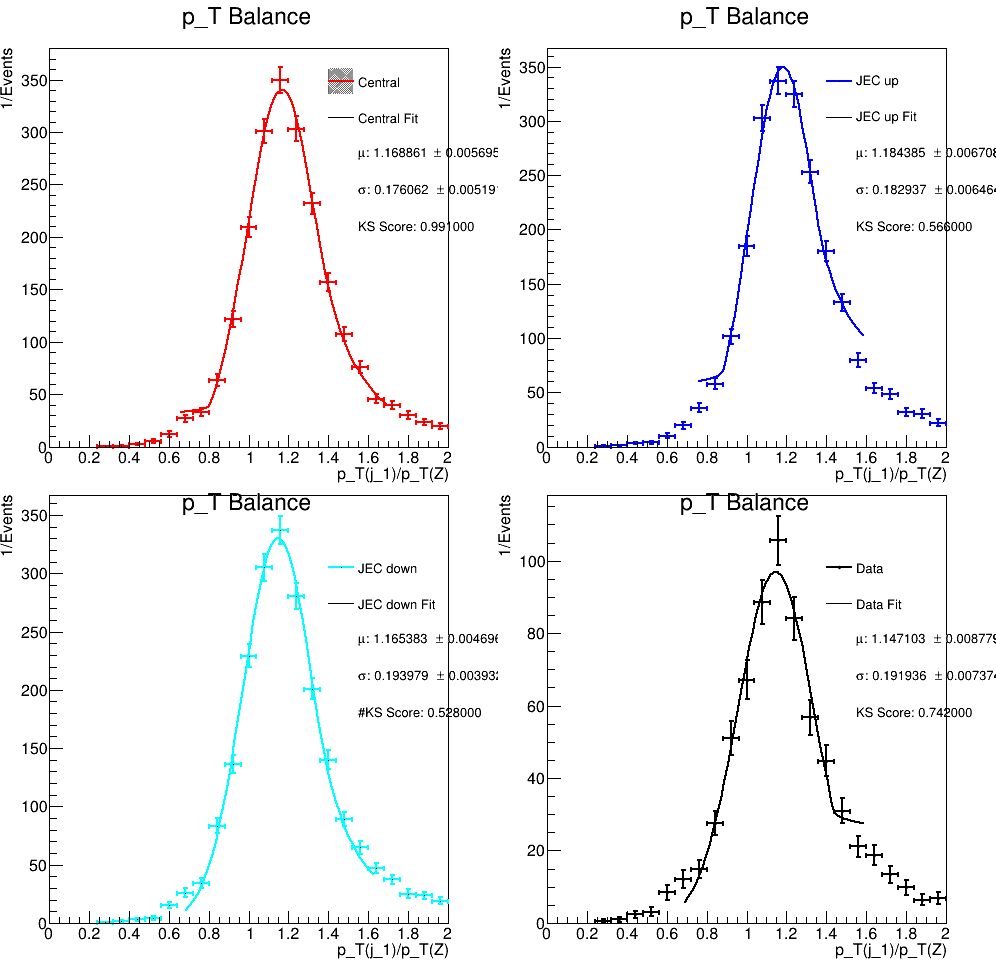 p_T Balance
1/Events
350
300
250
200
150
100
50
0
0 0.2 0.4 0.6 0.8 1 1.2 1.4 1.6 1.8 2
p_T(j_1)/p_T(Z)
Central
Central Fit
μ: 1.168861 ± 0.005695
σ: 0.176062 ± 0.005191
KS Score: 0.991000
p_T Balance
1/Events
350
300
250
200
150
100
50
0
0 0.2 0.4 0.6 0.8 1 1.2 1.4 1.6 1.8 2
p_T(j_1)/p_T(Z)
JEC up
JEC up Fit
μ: 1.184385 ± 0.006708
σ: 0.182937 ± 0.006464
KS Score: 0.566000
p_T Balance
1/Events
350
300
250
200
150
100
50
0
0 0.2 0.4 0.6 0.8 1 1.2 1.4 1.6 1.8 2
p_T(j_1)/p_T(Z)
JEC down
JEC down Fit
μ: 1.165383 ± 0.004696
σ: 0.193979 ± 0.003932
#KS Score: 0.528000
p_T Balance
1/Events
100
80
60
40
20
0
0 0.2 0.4 0.6 0.8 1 1.2 1.4 1.6 1.8 2
p_T(j_1)/p_T(Z)
Data
Data Fit
μ: 1.147103 ± 0.008779
σ: 0.191936 ± 0.007374
KS Score: 0.742000